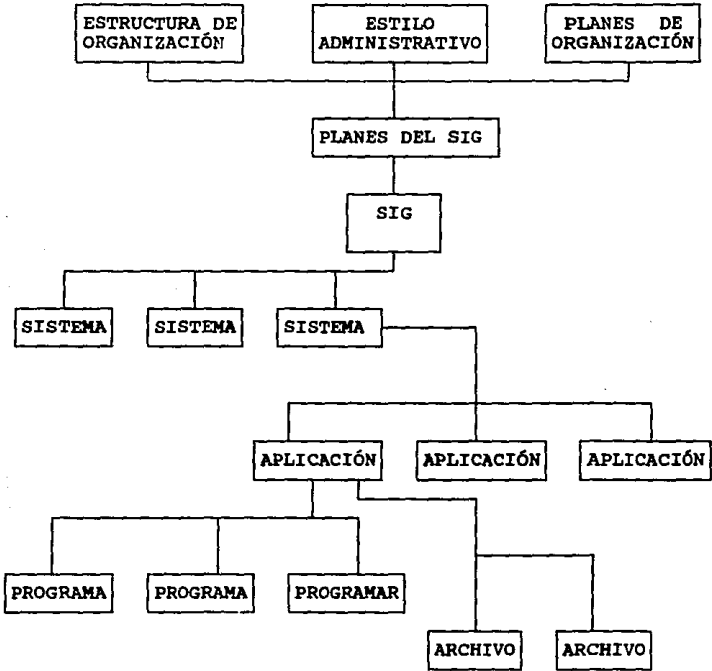 ESTRUCTURA DE
ORGANIZACIÓN
ESTILO
ADMINISTRATIVO
PLANES DE
ORGANIZACIÓN
PLANES DEL SIG
SIG
SISTEMA
SISTEMA
SISTEMA
APLICACIÓN
APLICACIÓN
APLICACIÓN
PROGRAMA
PROGRAMA
PROGRAMAR
ARCHIVO
ARCHIVO